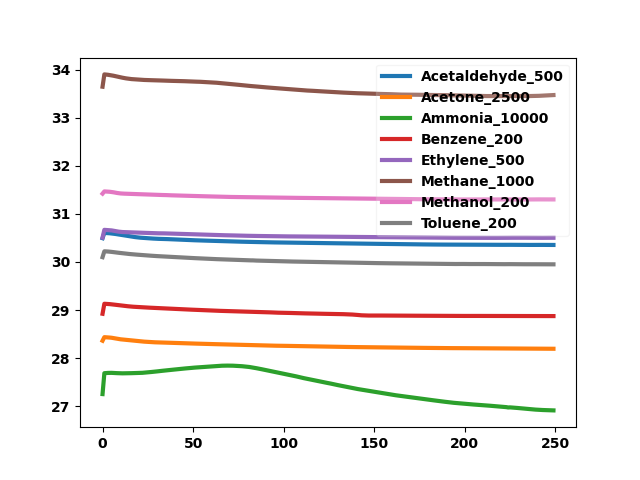 34
33
32
31
30
29
28
27
0 50 100 150 200 250
Acetaldehyde_500
Acetone_2500
Ammonia_10000
Benzene_200
Ethylene_500
Methane_1000
Methanol_200
Toluene_200